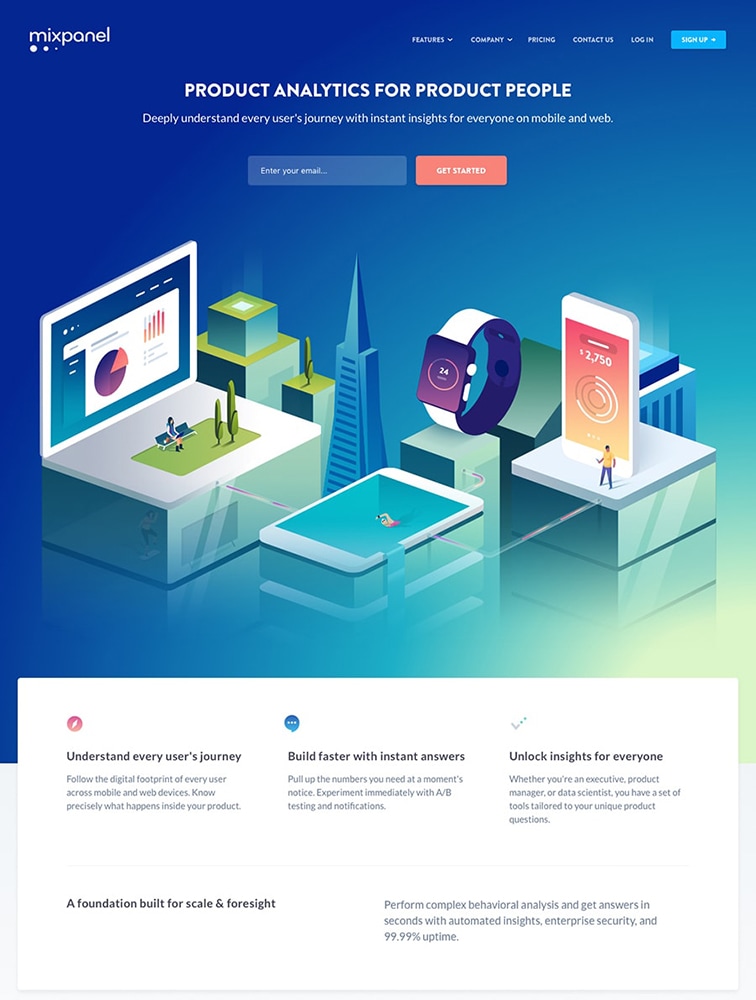 mixpanel
FEATURES COMPANY PRICING CONTACT US LOG IN SIGN UP
PRODUCT ANALYTICS FOR PRODUCT PEOPLE
Deeply understand every user's journey with instant insights for everyone on mobile and web.
Enter your email... GET STARTED
$2,750
24
Understand every user's journey
Follow the digital footprint of every user
across mobile and web devices. Know
precisely what happens inside your product.
Build faster with instant answers
Pull up the numbers you need at a moment's
notice. Experiment immediately with A/B
testing and notifications.
Unlock insights for everyone
Whether you're an executive, product
manager, or data scientist, you have a set of
tools tailored to your unique product
questions.
A foundation built for scale & foresight
Perform complex behavioral analysis and get answers in
seconds with automated insights, enterprise security, and
99.99% uptime.